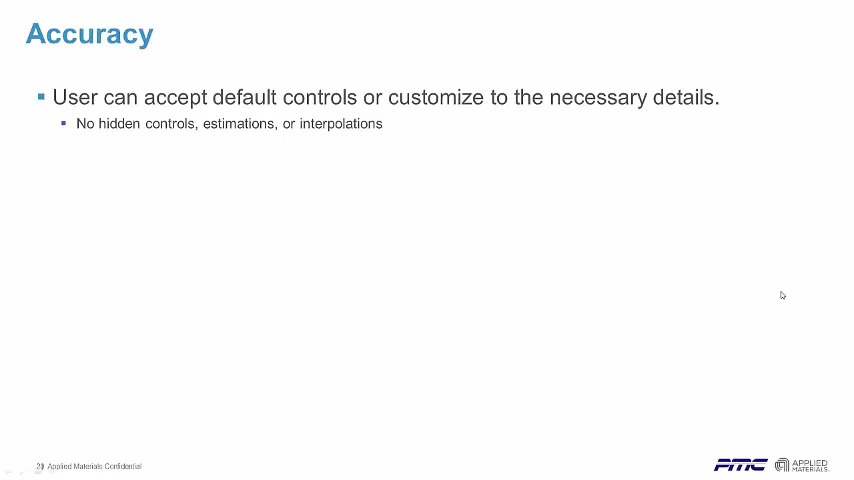 Accuracy
User can accept default controls or customize to the necessary details.
No hidden controls, estimations, or interpolations
Applied Materials Confidential
PMC
APPLIED
MATERIALS